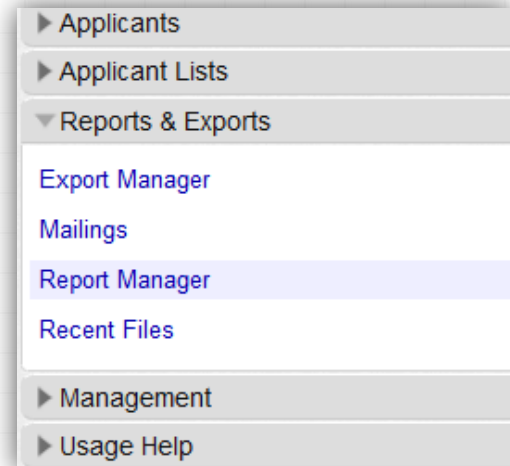 Applicants
Applicant Lists
Reports & Exports
Export Manager
Mailings
Report Manager
Recent Files
Management
Usage Help